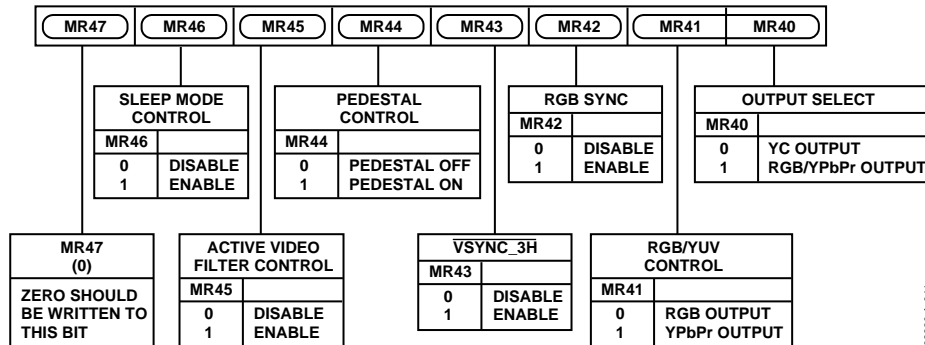 MR47 MR46 MR45 MR44 MR43 MR42 MR41 MR40
SLEEP MODE
CONTROL
MR46
0 DISABLE
1 ENABLE
PEDESTAL
CONTROL
MR44
0 PEDESTAL OFF
1 PEDESTAL ON
RGB SYNC
MR42
0 DISABLE
1 ENABLE
OUTPUT SELECT
MR40
0 YC OUTPUT
1 RGB/YPbPr OUTPUT
MR47
(0)
ZERO SHOULD
BE WRITTEN TO
THIS BIT
ACTIVE VIDEO
FILTER CONTROL
MR45
0 DISABLE
1 ENABLE
VSYNC_3H
MR43
0 DISABLE
1 ENABLE
RGB/YUV
CONTROL
MR41
0 RGB OUTPUT
1 YPbPr OUTPUT